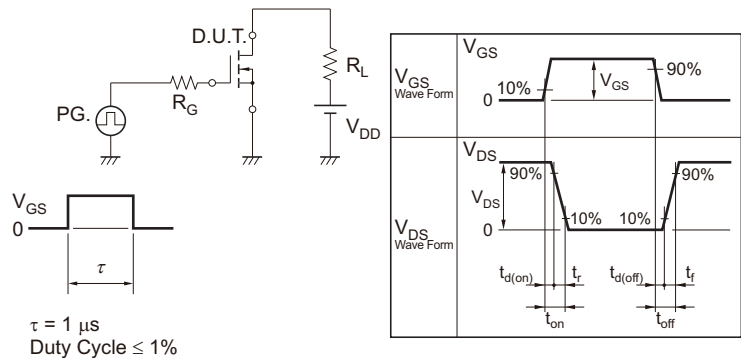 D.U.T.
R_L
R_G
PG.
V_DD
V_GS
0
τ
τ = 1 μs
Duty Cycle ≤ 1%
V_GS
Wave Form
V_GS
10%
V_GS
90%
0
V_DS
Wave Form
V_DS
90%
V_DS
10%
10%
90%
0
t_d(on)
t_r
t_d(off)
t_f
t_on
t_off